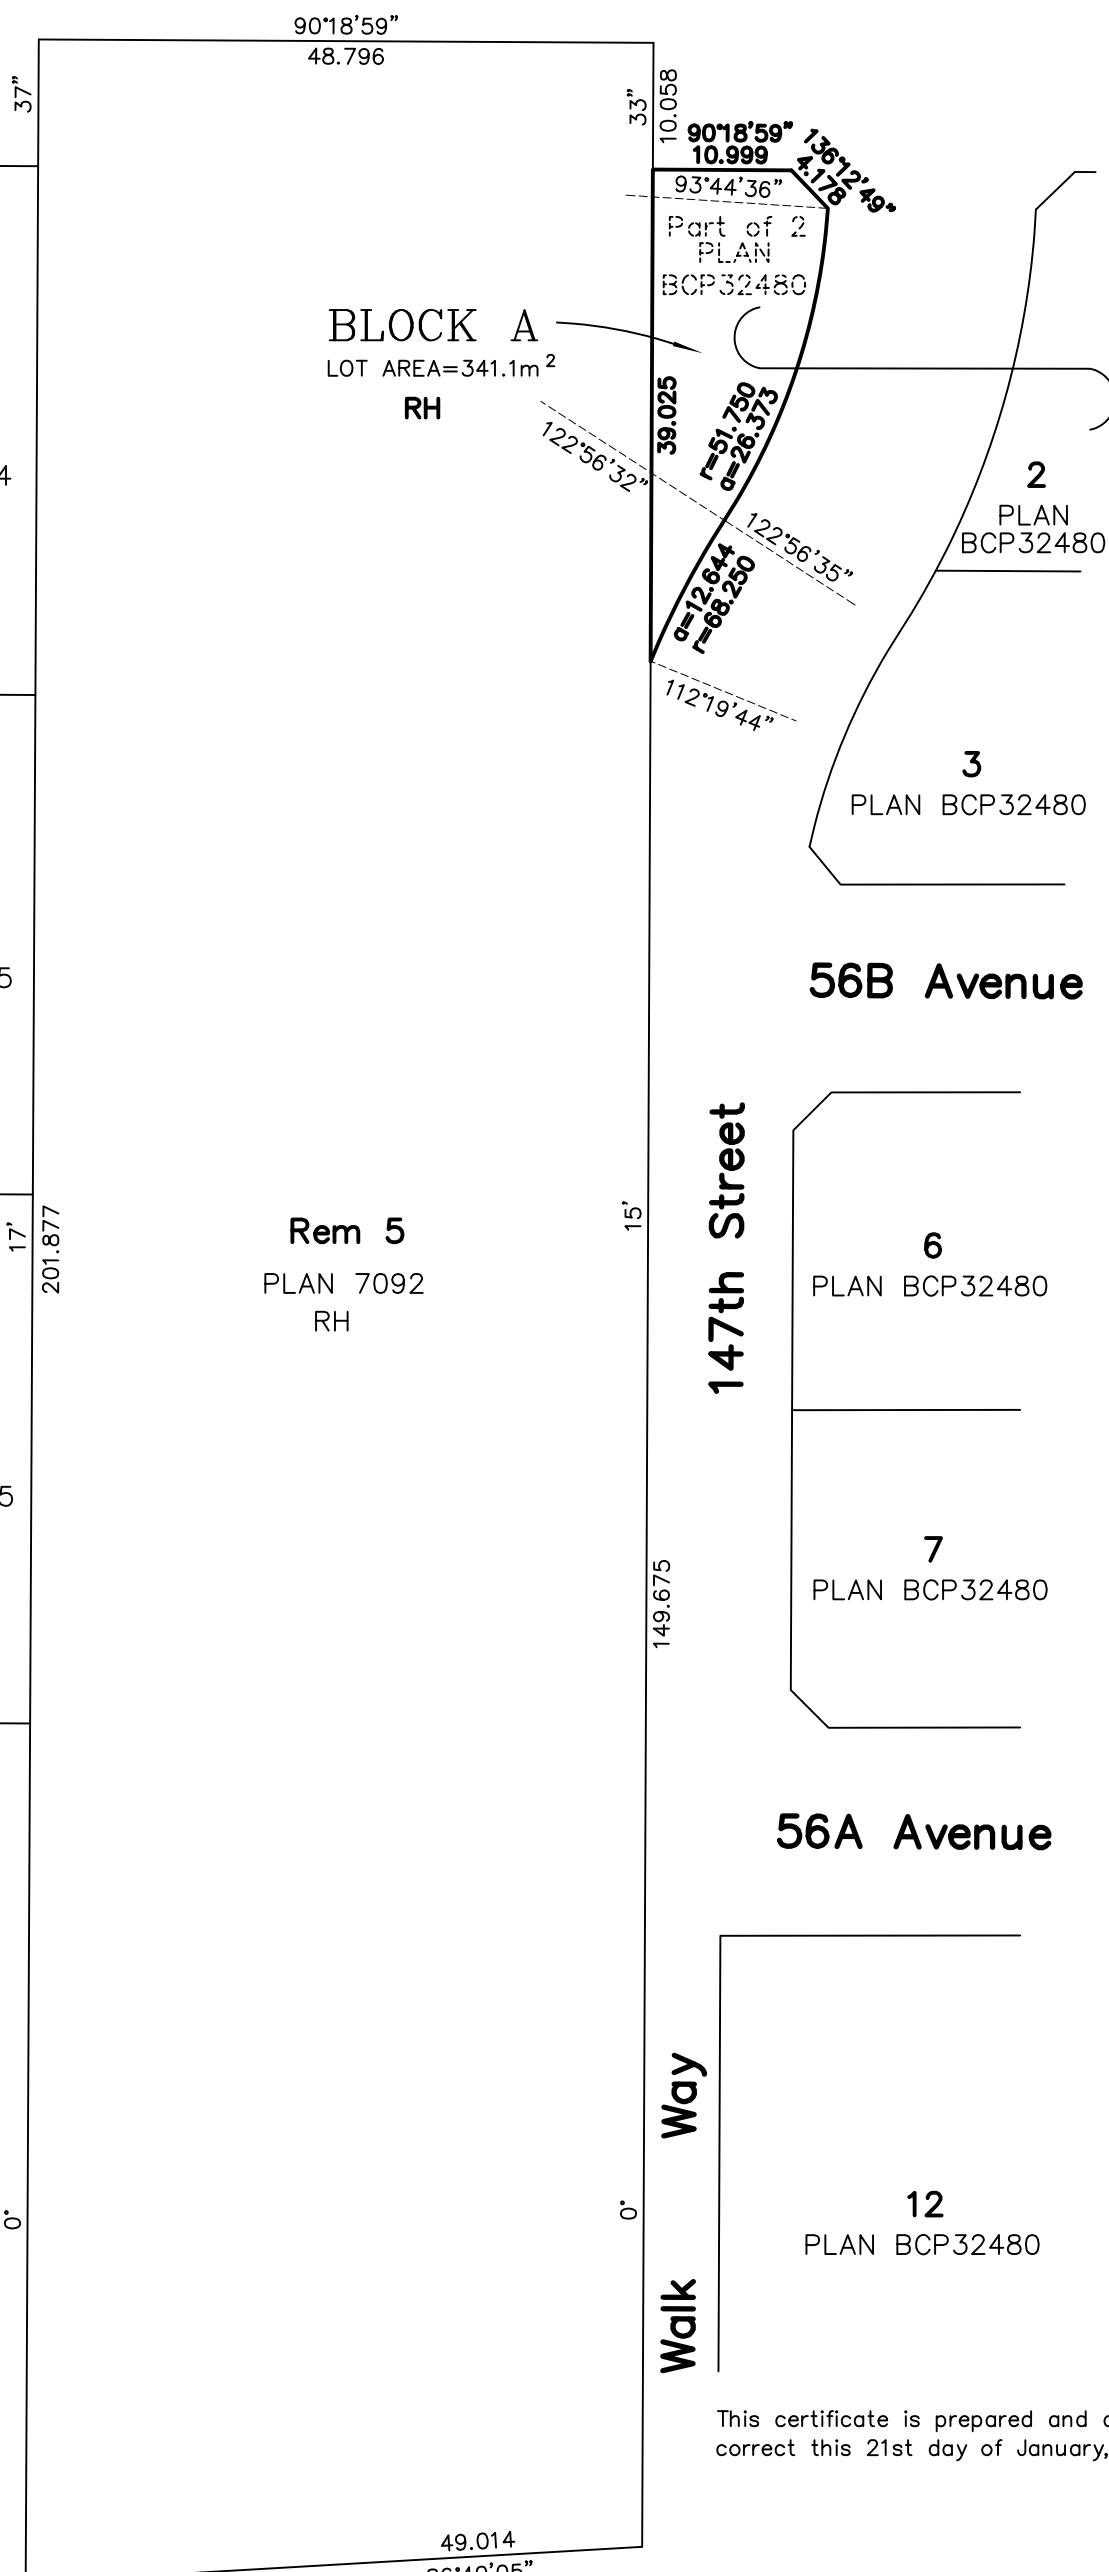 90°18'59"
48.796
37"
33"
10.058
90°18'59"
10.999
136°12'49"
4.178
93°44'36"
Part of 2
PLAN
BCP32480
BLOCK A
LOT AREA=341.1m²
RH
39.025
r=51.750
a=26.373
122°56'32"
122°56'35"
a=12.644
r=68.250
112°19'44"
4
2
PLAN
BCP32480
3
PLAN BCP32480
5
56B Avenue
147th Street
17'
201.877
Rem 5
PLAN 7092
RH
15'
6
PLAN BCP32480
5
149.675
7
PLAN BCP32480
56A Avenue
0°
0°
Walk Way
12
PLAN BCP32480
This certificate is prepared and
correct this 21st day of January,
49.014